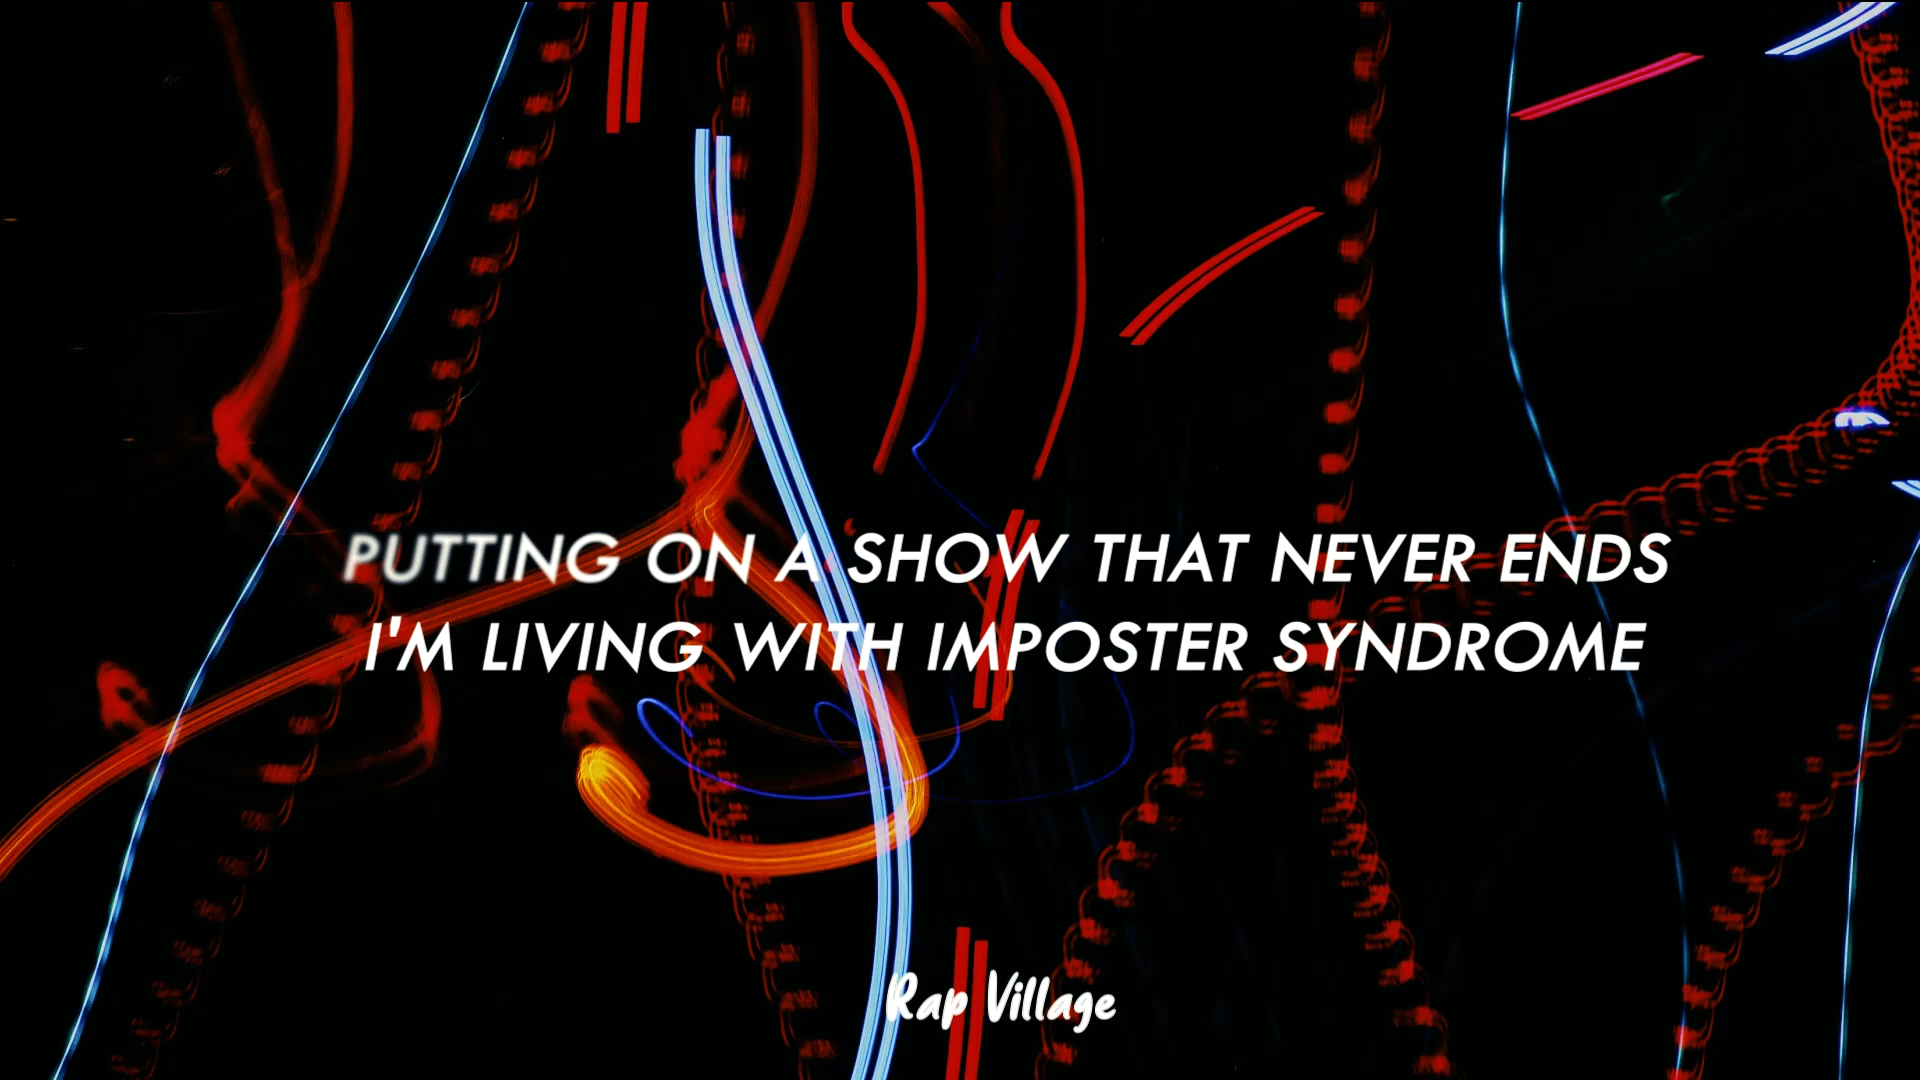 PUTTING ON A SHOW THAT NEVER ENDS
I'M LIVING WITH IMPOSTER SYNDROME
Rap Village